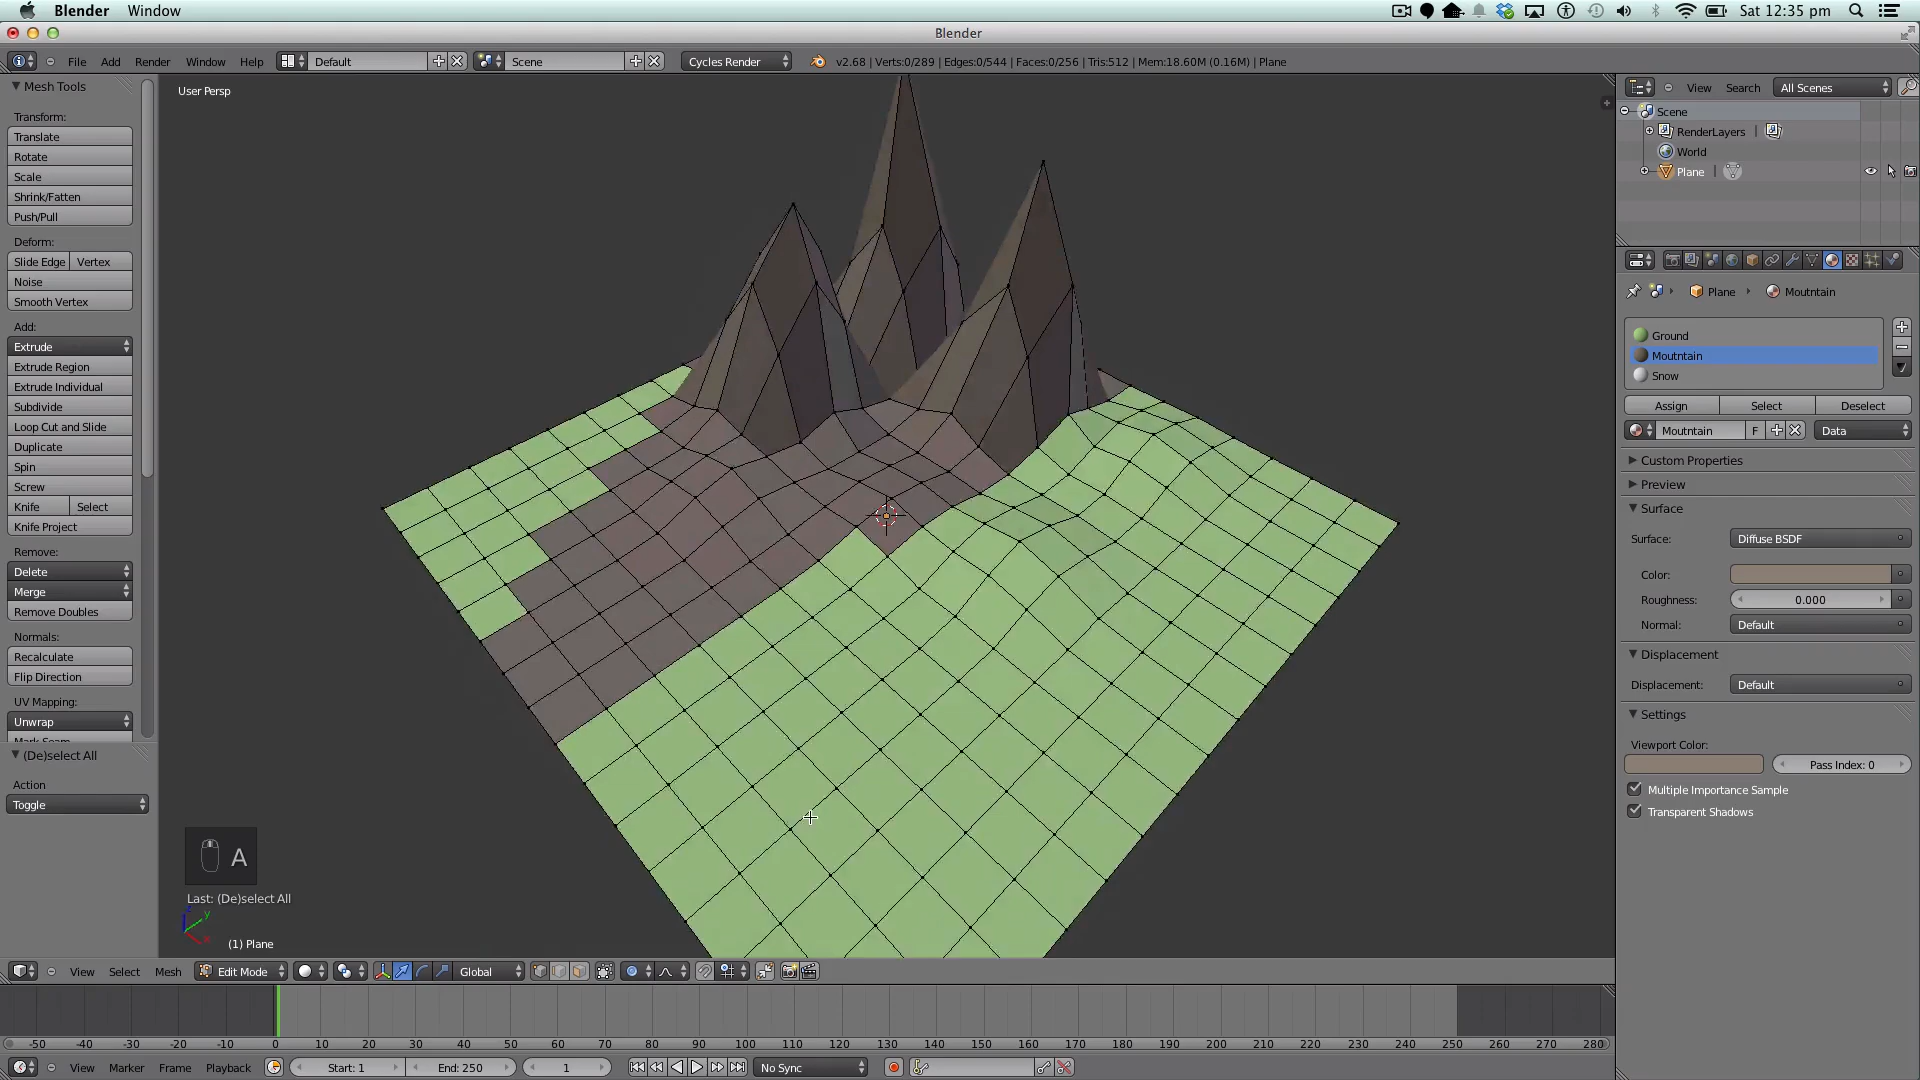 Blender Window Sat 12:35 pm
Blender
File Add Render Window Help Default Scene Cycles Render v2.68 | Verts:0/289 | Edges:0/544 | Faces:0/256 | Tris:512 | Mem:18.60M (0.16M) | Plane
Mesh Tools
Transform:
Translate
Rotate
Scale
Shrink/Fatten
Push/Pull
Deform:
Slide Edge Vertex
Noise
Smooth Vertex
Add:
Extrude
Extrude Region
Extrude Individual
Subdivide
Loop Cut and Slide
Duplicate
Spin
Screw
Knife Select
Knife Project
Remove:
Delete
Merge
Remove Doubles
Normals:
Recalculate
Flip Direction
UV Mapping:
Unwrap
(De)select All
Action
Toggle
User Persp
A
Last: (De)select All
z
y
x
(1) Plane
View Search All Scenes
Scene
RenderLayers |
World
Plane |
Plane Moutntain
Ground
Moutntain
Snow
Assign Select Deselect
Moutntain F Data
Custom Properties
Preview
Surface
Surface: Diffuse BSDF
Color:
Roughness: 0.000
Normal: Default
Displacement
Displacement: Default
Settings
Viewport Color:
Pass Index: 0
Multiple Importance Sample
Transparent Shadows
View Select Mesh Edit Mode Global
-50 -40 -30 -20 -10 0 10 20 30 40 50 60 70 80 90 100 110 120 130 140 150 160 170 180 190 200 210 220 230 240 250 260 270 280
View Marker Frame Playback Start: 1 End: 250 1 No Sync